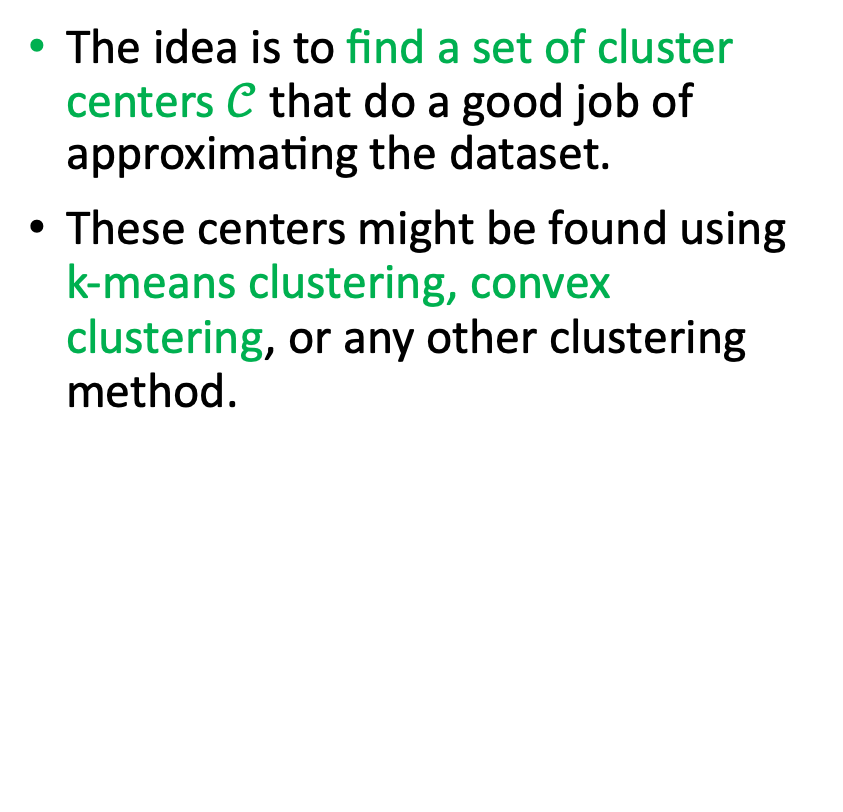 • The idea is to find a set of cluster
centers 𝒞 that do a good job of
approximating the dataset.
• These centers might be found using
k-means clustering, convex
clustering, or any other clustering
method.